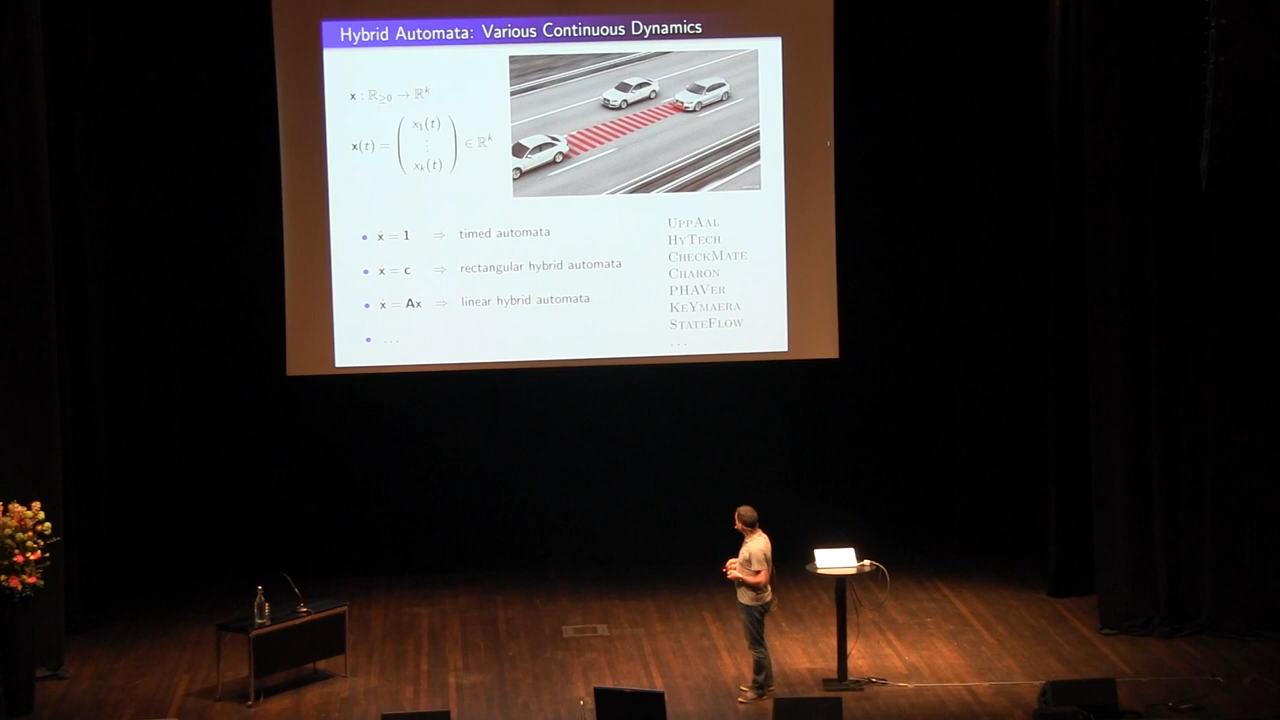 Hybrid Automata: Various Continuous Dynamics
x : ℝ≥0 → ℝᵏ
x(t) = ( x₁(t) ⋮ xₖ(t) ) ∈ ℝᵏ
• ẋ = 1 ⇒ timed automata
• ẋ = c ⇒ rectangular hybrid automata
• ẋ = Ax ⇒ linear hybrid automata
• ...
UPPAAL
HYTECH
CHECKMATE
CHARON
PHAVER
KEYMAERA
STATEFLOW
...